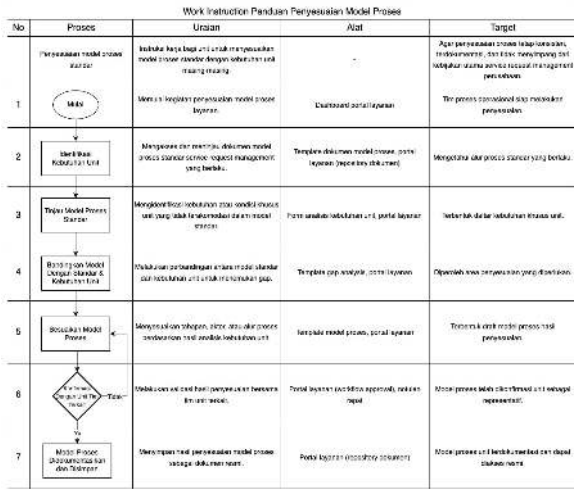 Work Instruction Panduan Penyesuaian Model Proses
No Proses Uraian Alat Target
Penyesuaian model proses standar
Instruksi kerja bagi unit untuk menyesuaikan
model proses standar dengan kebutuhan unit
masing-masing.
-
Agar penyesuaian proses tetap konsisten,
terdokumentasi, dan tidak menyimpang dari
kebijakan utama service request management
perusahaan.
1
Mulai
Memulai kegiatan penyesuaian model proses
layanan.
Dashboard portal layanan
Tim proses operasional siap melakukan
penyesuaian.
2
Identifikasi
Kebutuhan Unit
Mengakses dan meninjau dokumen model
proses standar service request management
yang berlaku.
Template dokumen model proses, portal
layanan (repository dokumen)
Mengetahui alur proses standar yang berlaku.
3
Tinjau Model Proses
Standar
Mengidentifikasi kebutuhan atau kondisi khusus
unit yang tidak terakomodasi dalam model
standar.
Form analisis kebutuhan unit, portal layanan
Terbentuk daftar kebutuhan khusus unit.
4
Bandingkan Model
Dengan Standar &
Kebutuhan Unit
Melakukan perbandingan antara model standar
dan kebutuhan unit untuk menemukan gap.
Template gap analysis, portal layanan
Diperoleh area penyesuaian yang diperlukan.
5
Sesuaikan Model
Proses
Menyesuaikan tahapan, aktor, atau alur proses
berdasarkan hasil analisis kebutuhan unit.
Template model proses, portal layanan
Terbentuk draft model proses hasil
penyesuaian.
6
Dengan Unit Tim
Terkait
Tidak
Ya
Melakukan validasi hasil penyesuaian bersama
tim unit terkait.
Portal layanan (workflow approval), notulen
rapat
Model proses telah dikonfirmasi unit sebagai
representatif.
7
Model Proses
Didokumentasikan
dan Disimpan
Menyimpan hasil penyesuaian model proses
sebagai dokumen resmi.
Portal layanan (repository dokumen)
Model proses unit terdokumentasi dan dapat
diakses resmi.